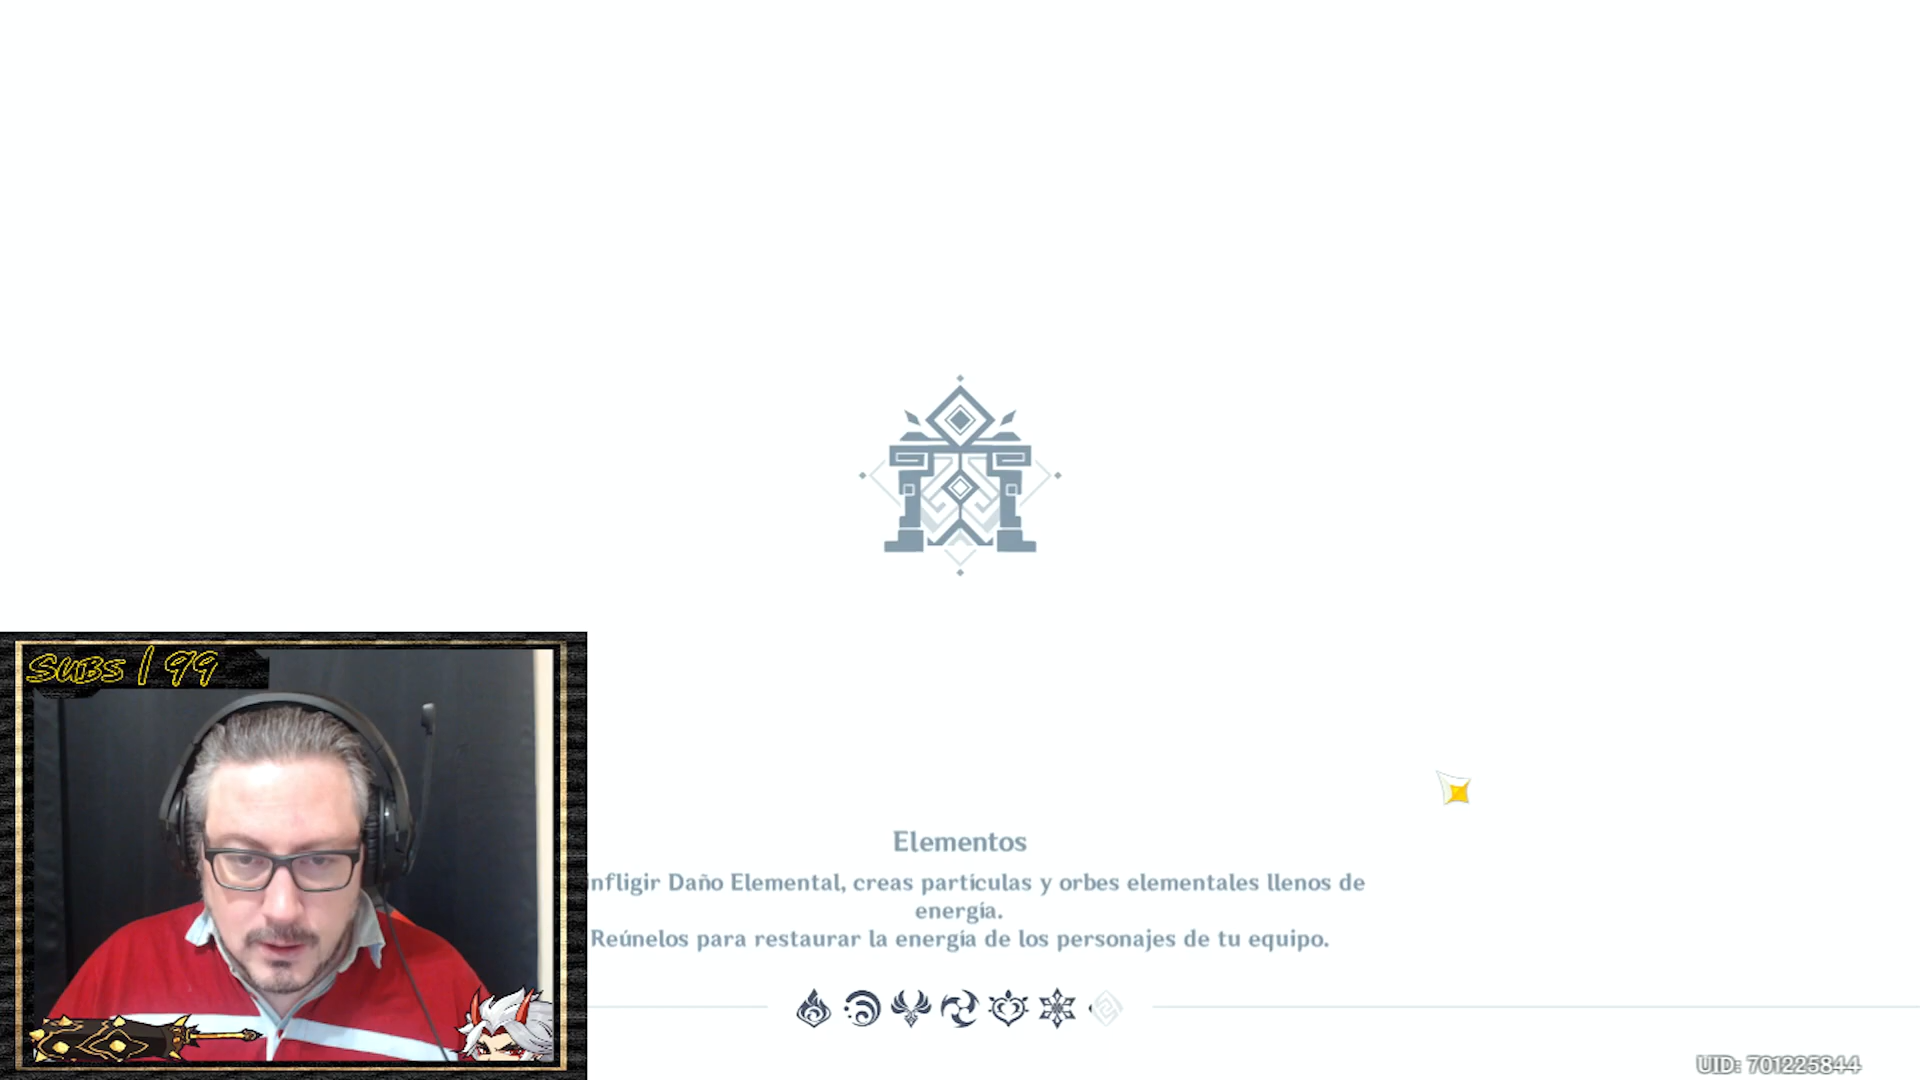 SUBS / 99
Elementos
infligir Daño Elemental, creas partículas y orbes elementales llenos de
energía.
Reúnelos para restaurar la energía de los personajes de tu equipo.
UID: 701225844